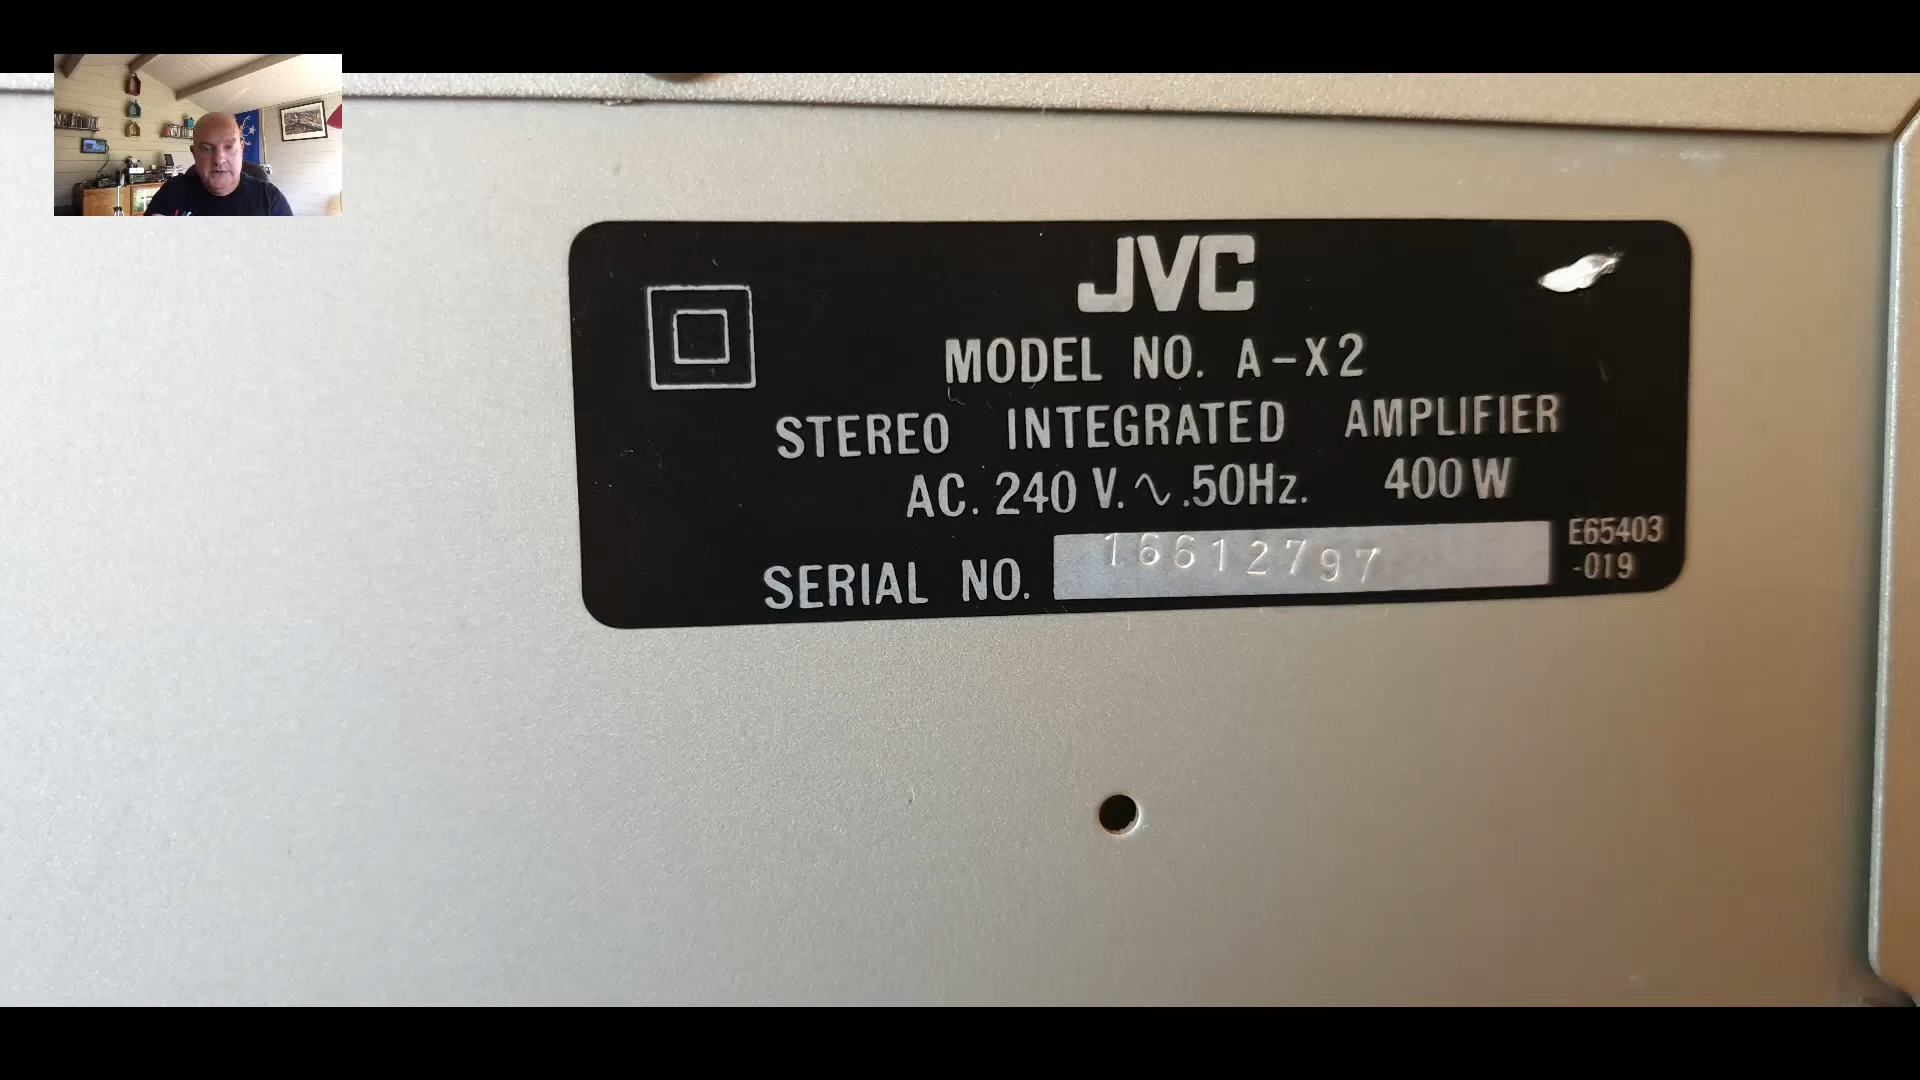 JVC
MODEL NO. A-X2
STEREO INTEGRATED AMPLIFIER
AC. 240 V.∿.50Hz. 400 W
SERIAL NO. 16612797
E65403
-019